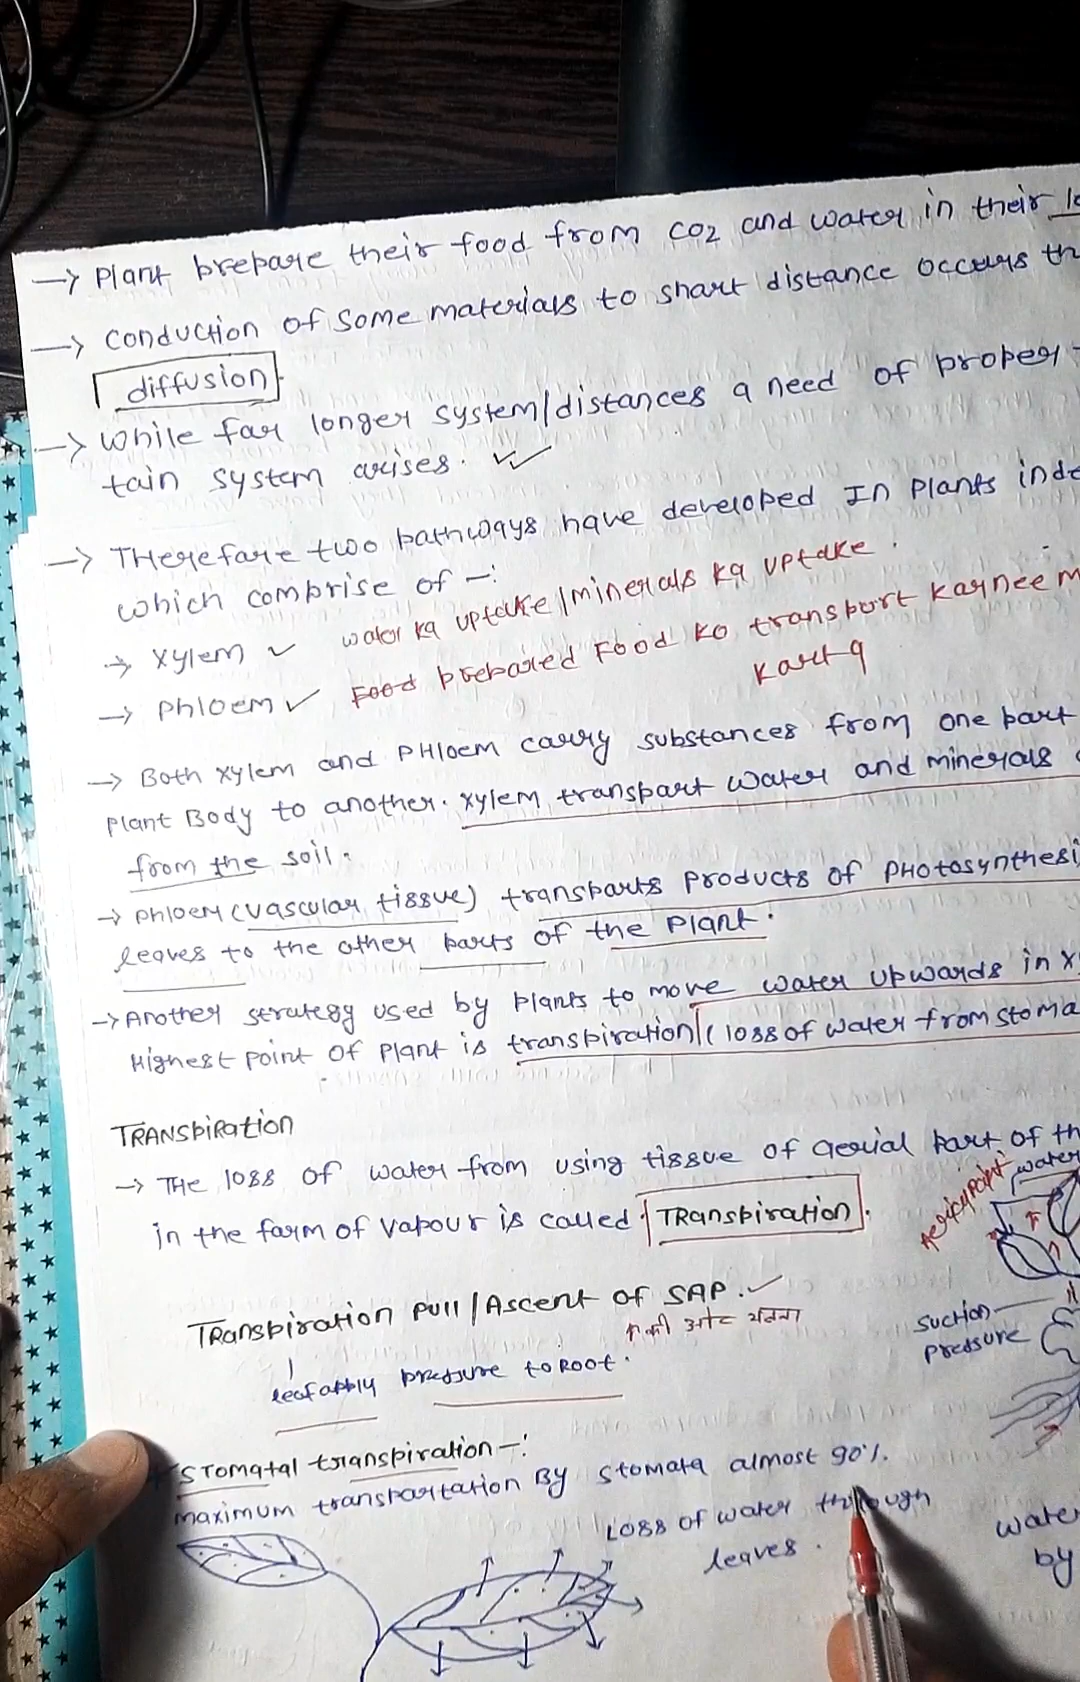 → Plant prepare their food from CO2 and water in their le
→ conduction of some materials to short distance occurs th
diffusion
→ While far longer system/distances a need of proper
tain system arises.
→ Therefore two pathways have developed In Plants inde
which comprise of -:
→ xylem ✓ water ka uptake/minerals ka uptake.
→ Phloem ✓ prepared Food ko transport karnee m
karta
→ Both xylem and PHloem carry substances from one part
Plant Body to another. xylem transport water and minerals
from the soil.
→ phloem (vascular tissue) transports products of PHotosynthesi
leaves to the other parts of the Plant.
→ Another strategy used by plants to move water upwards in x
Highest point of Plant is transpiration (loss of water from stoma
TRANspiRation
→ THe loss of water from using tissue of aerial part of th
in the form of vapour is called TRanspiration.
water
TRanspiration Pull/Ascent of SAP. ✓
leaf apply pressure to Root.
suction
pressure
Stomatal transpiration -:
maximum transportation By stomata almost 90%.
Loss of water through
leaves.
wate
by